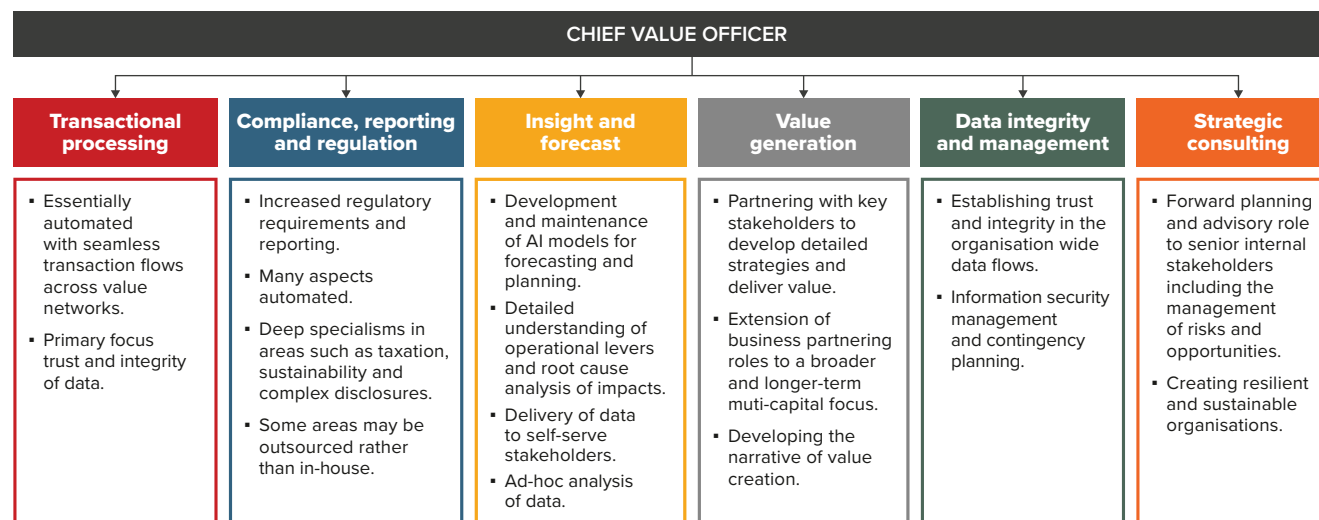 CHIEF VALUE OFFICER
Transactional
processing
▪ Essentially
automated
with seamless
transaction flows
across value
networks.
▪ Primary focus
trust and integrity
of data.
Compliance, reporting
and regulation
▪ Increased regulatory
requirements and
reporting.
▪ Many aspects
automated.
▪ Deep specialisms in
areas such as taxation,
sustainability and
complex disclosures.
▪ Some areas may be
outsourced rather
than in-house.
Insight and
forecast
▪ Development
and maintenance
of AI models for
forecasting and
planning.
▪ Detailed
understanding of
operational levers
and root cause
analysis of impacts.
▪ Delivery of data
to self-serve
stakeholders.
▪ Ad-hoc analysis
of data.
Value
generation
▪ Partnering with key
stakeholders to
develop detailed
strategies and
deliver value.
▪ Extension of
business partnering
roles to a broader
and longer-term
muti-capital focus.
▪ Developing the
narrative of value
creation.
Data integrity
and management
▪ Establishing trust
and integrity in the
organisation wide
data flows.
▪ Information security
management
and contingency
planning.
Strategic
consulting
▪ Forward planning
and advisory role
to senior internal
stakeholders
including the
management
of risks and
opportunities.
▪ Creating resilient
and sustainable
organisations.